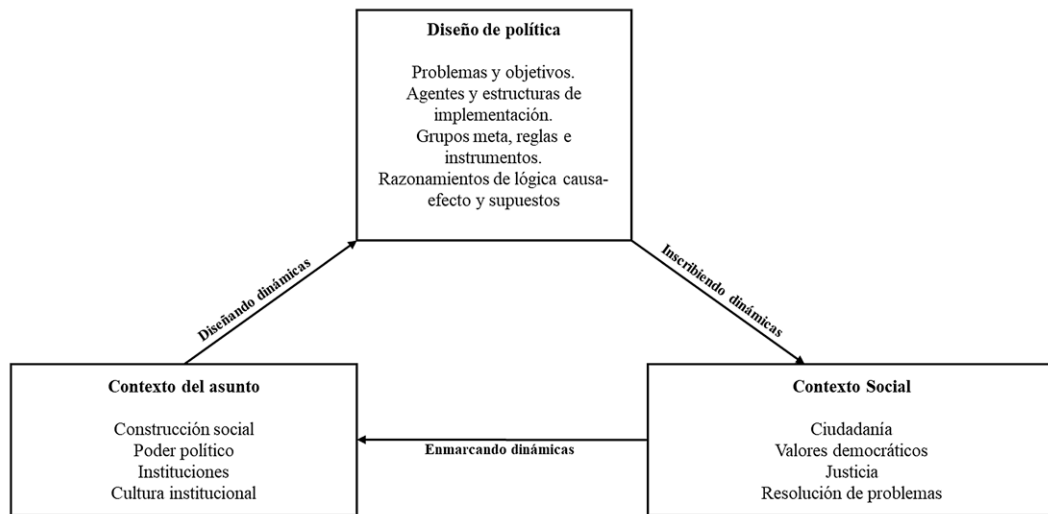 Diseño de política
Problemas y objetivos.
Agentes y estructuras de
implementación.
Grupos meta, reglas e
instrumentos.
Razonamientos de lógica causa-
efecto y supuestos
Diseñando dinámicas
Inscribiendo dinámicas
Contexto del asunto
Construcción social
Poder político
Instituciones
Cultura institucional
Enmarcando dinámicas
Contexto Social
Ciudadanía
Valores democráticos
Justicia
Resolución de problemas